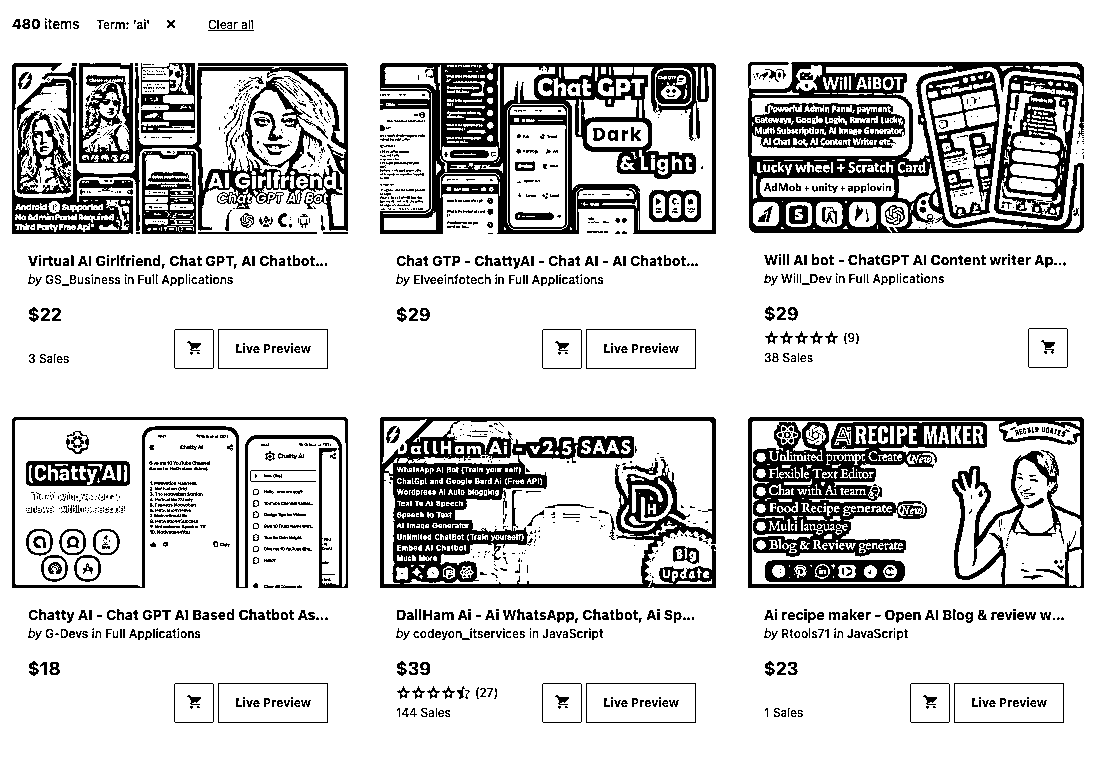 480 items Term: 'ai' × Clear all
AI Girlfriend
Chat GPT Ai Bot
Android Supported
No Admin Panel Required
Third Party Free Api
Chat GPT
Dark
& Light
v2.0 Will AiBOT
Powerful Admin Panel, payment
Gateways, Google Login, Reward Lucky,
Multi Subscription, AI Image Generator,
AI Chat Bot, AI Content Writer etc..
Lucky wheel + Scratch Card
AdMob + unity + applovin
Virtual AI Girlfriend, Chat GPT, AI Chatbot...
by GS_Business in Full Applications
$22
3 Sales
Live Preview
Chat GTP - ChattyAI - Chat AI - AI Chatbot...
by Elveeinfotech in Full Applications
$29
Live Preview
Will AI bot - ChatGPT AI Content writer Ap...
by Will_Dev in Full Applications
$29
(9)
38 Sales
Chatty AI
Chatty AI
Chatty AI
Copy
DallHam Ai - v2.5 SAAS
WhatsApp AI Bot (Train your self)
ChatGpt and Google Bard Ai (Free API)
Wordpress AI Auto blogging
Text To AI Speech
Speech to Text
AI Image Generator
Unlimited ChatBot (Train yourself)
Embed AI Chatbot
Much More
Big
Update
AI RECIPE MAKER
REGULR UPDATES
Unlimited prompt Create (New)
Flexible Text Editor
Chat with Ai team
Food Recipe generate (New)
Multi language
Blog & Review generate
Chatty AI - Chat GPT AI Based Chatbot As...
by G-Devs in Full Applications
$18
Live Preview
DallHam Ai - Ai WhatsApp, Chatbot, Ai Sp...
by codeyon_itservices in JavaScript
$39
(27)
144 Sales
Live Preview
Ai recipe maker - Open AI Blog & review w...
by Rtools71 in JavaScript
$23
1 Sales
Live Preview